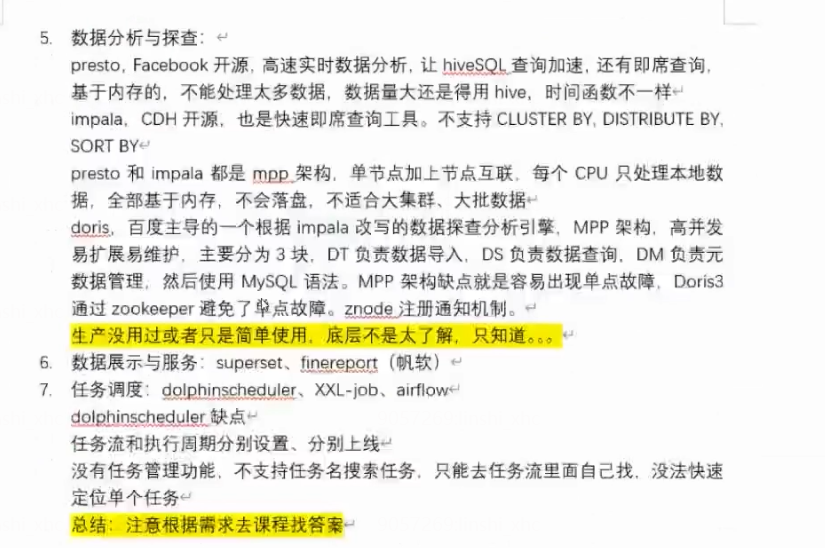 5. 数据分析与探查：
presto, Facebook 开源, 高速实时数据分析, 让 hiveSQL 查询加速, 还有即席查询,
基于内存的，不能处理太多数据，数据量大还是得用 hive，时间函数不一样
impala，CDH 开源，也是快速即席查询工具。不支持 CLUSTER BY, DISTRIBUTE BY,
SORT BY
presto 和 impala 都是 mpp 架构，单节点加上节点互联，每个 CPU 只处理本地数
据，全部基于内存，不会落盘，不适合大集群、大批数据
doris，百度主导的一个根据 impala 改写的数据探查分析引擎，MPP 架构，高并发
易扩展易维护，主要分为 3 块，DT 负责数据导入，DS 负责数据查询，DM 负责元
数据管理，然后使用 MySQL 语法。MPP 架构缺点就是容易出现单点故障，Doris3
通过 zookeeper 避免了单点故障。znode 注册通知机制。
生产没用过或者只是简单使用，底层不是太了解，只知道。。。
6. 数据展示与服务：superset、finereport（帆软）
7. 任务调度：dolphinscheduler、XXL-job、airflow
dolphinscheduler 缺点
任务流和执行周期分别设置、分别上线
没有任务管理功能，不支持任务名搜索任务，只能去任务流里面自己找，没法快速
定位单个任务
总结：注意根据需求去课程找答案